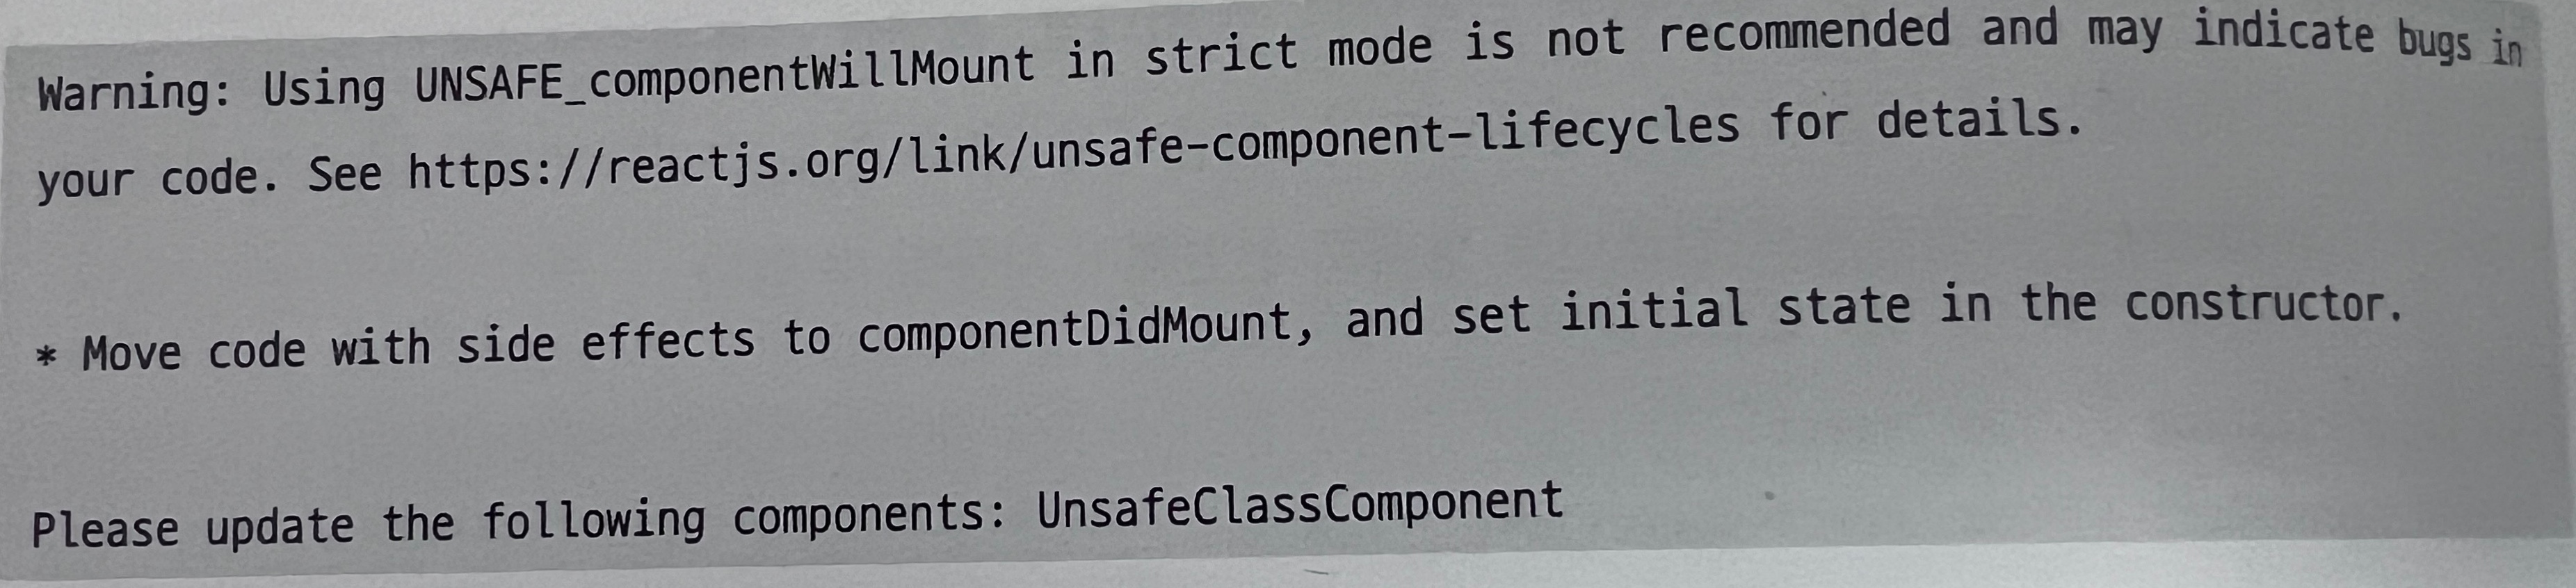 Warning: Using UNSAFE_componentWillMount in strict mode is not recommended and may indicate bugs in
your code. See https://reactjs.org/link/unsafe-component-lifecycles for details.
* Move code with side effects to componentDidMount, and set initial state in the constructor.
Please update the following components: UnsafeClassComponent